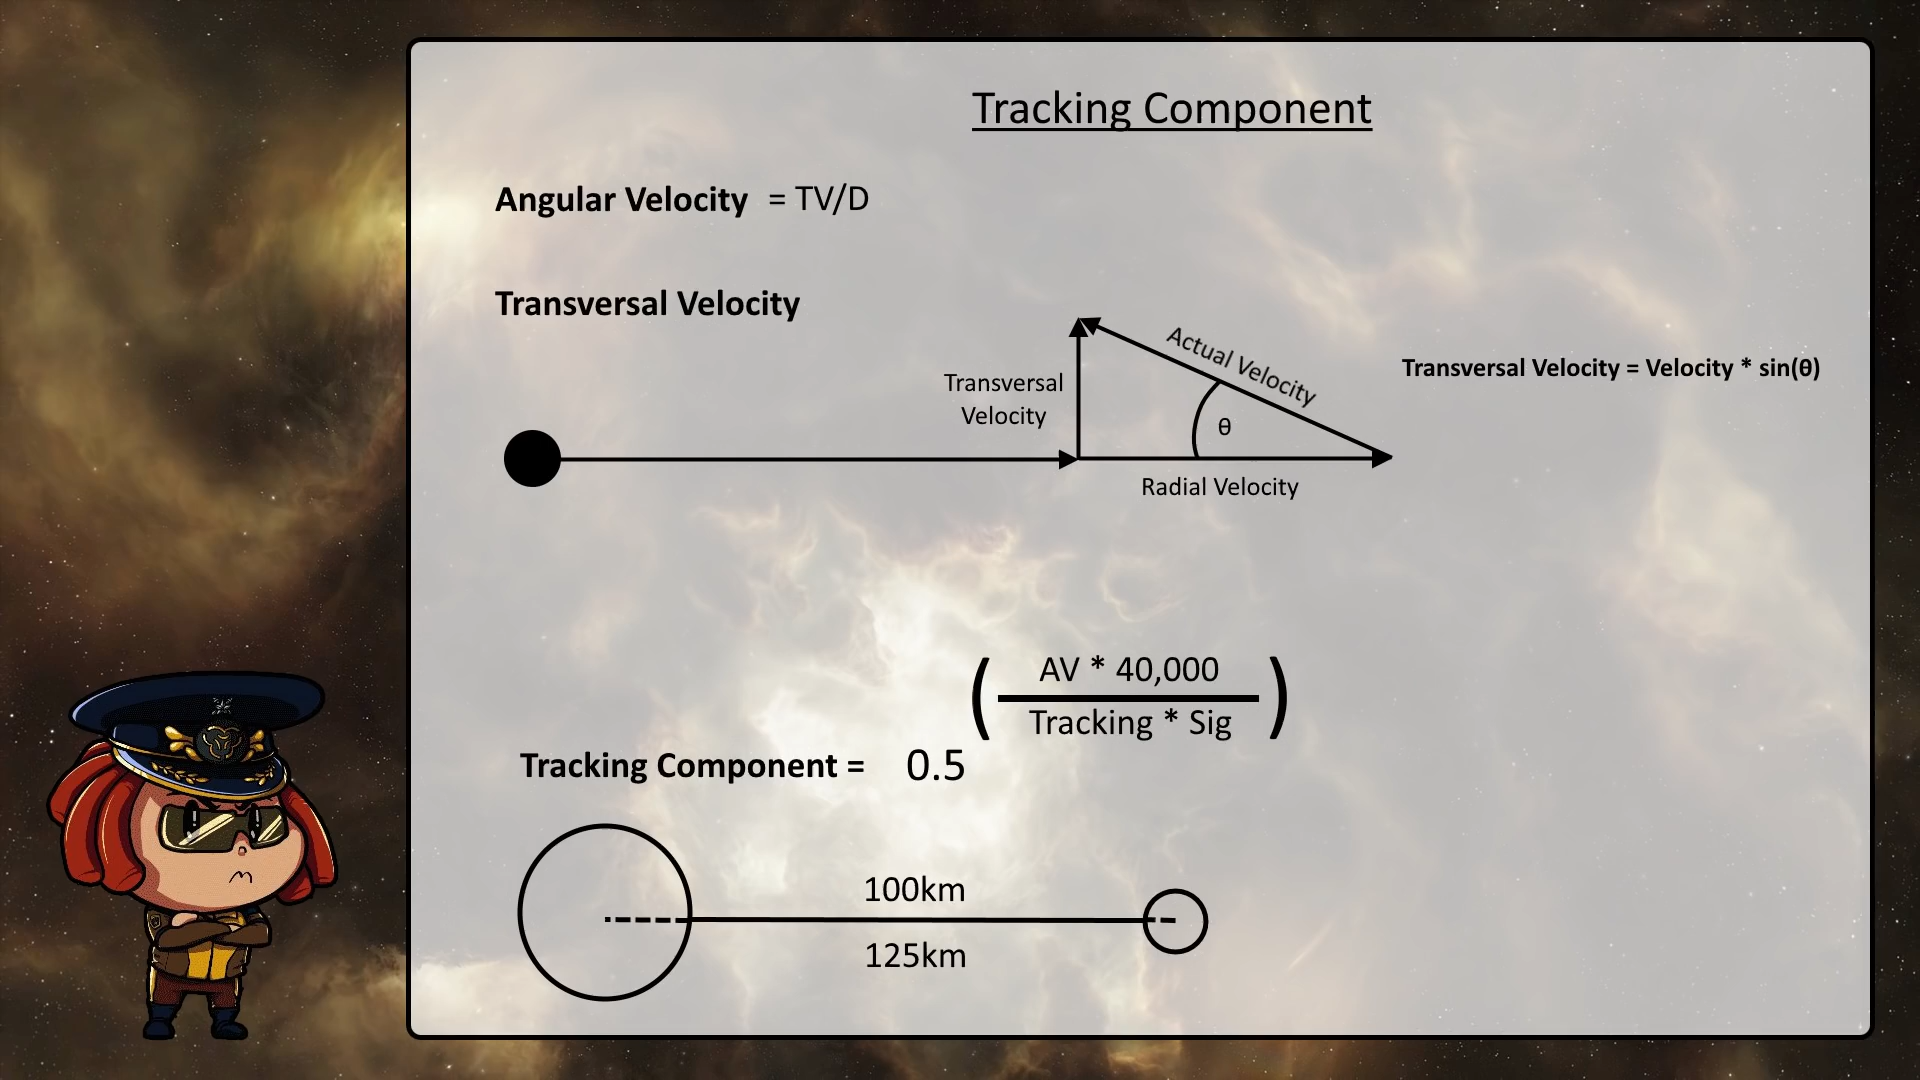 Tracking Component
Angular Velocity = TV/D
Transversal Velocity
Actual Velocity
Transversal Velocity = Velocity * sin(θ)
Transversal
Velocity
θ
Radial Velocity
( AV * 40,000
Tracking * Sig )
Tracking Component = 0.5
100km
125km